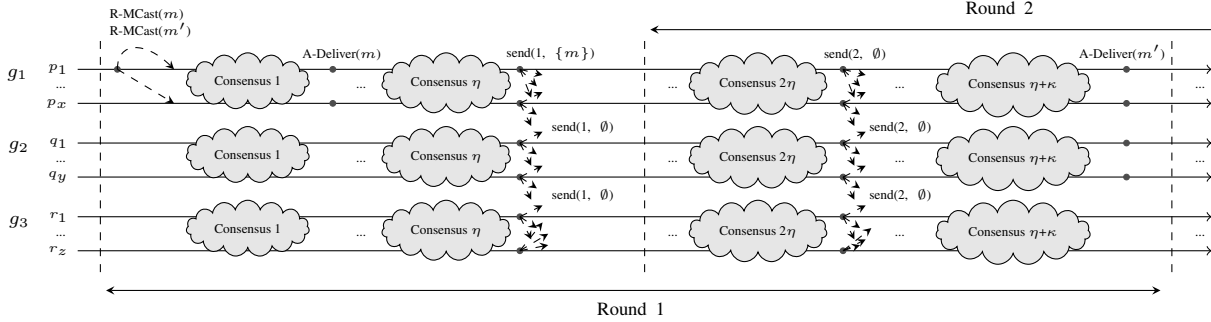 R-MCast(m)
R-MCast(m′)
Round 2
A-Deliver(m)
send(1, {m})
send(2, ∅)
A-Deliver(m′)
g1
p1
...
px
Consensus 1
...
Consensus η
...
Consensus 2η
...
Consensus η+κ
...
send(1, ∅)
send(2, ∅)
g2
q1
...
qy
Consensus 1
...
Consensus η
...
Consensus 2η
...
Consensus η+κ
...
send(1, ∅)
send(2, ∅)
g3
r1
...
rz
Consensus 1
...
Consensus η
...
Consensus 2η
...
Consensus η+κ
...
Round 1